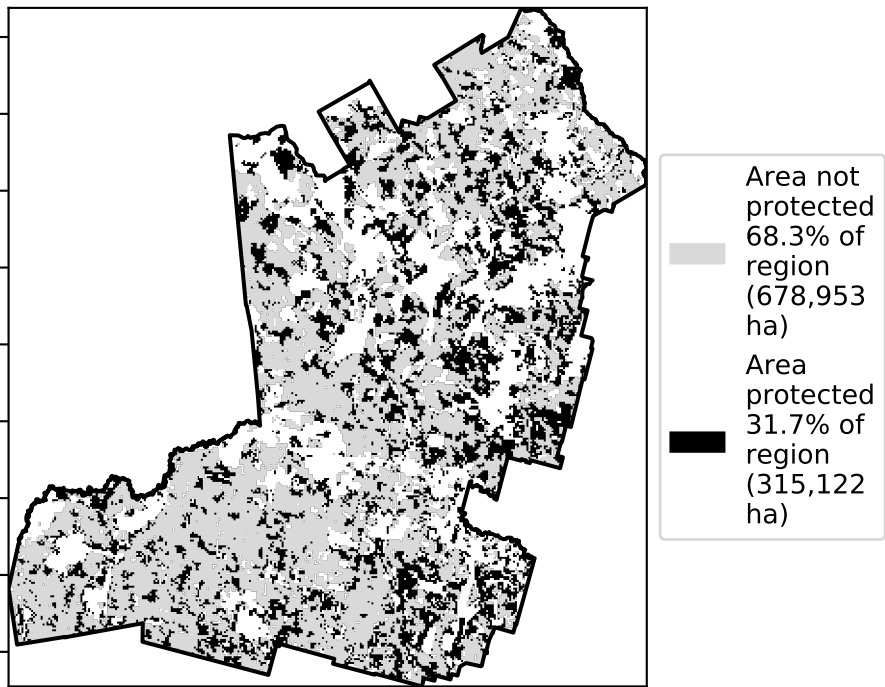 Area not
protected
68.3% of
region
(678,953
ha)
Area
protected
31.7% of
region
(315,122
ha)